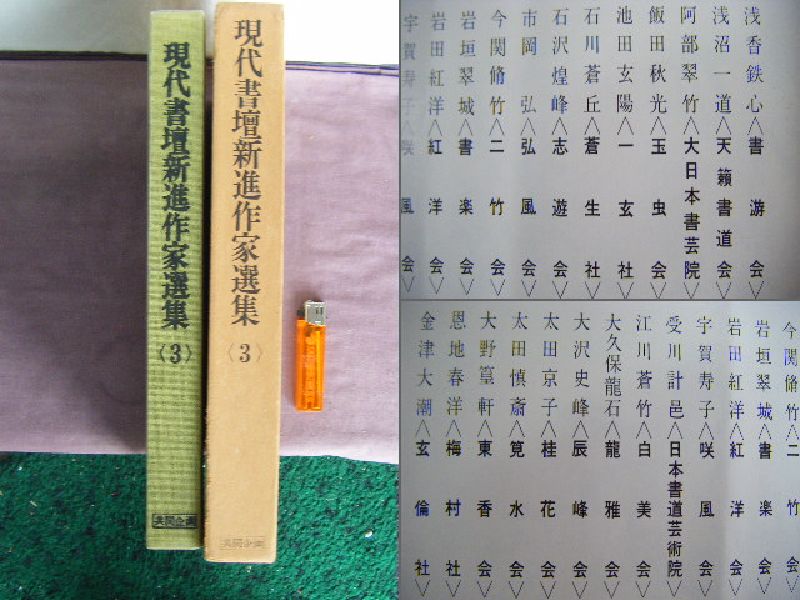 現代書壇新進作家選集〈3〉
現代書壇新進作家選集
〈3〉
浅香鉄心〈書游会〉
浅沼一道〈天籟書道会〉
阿部翠竹〈大日本書芸院〉
飯田秋光〈玉虫会〉
池田玄陽〈一玄社〉
石川蒼丘〈蒼生社〉
石沢煌峰〈志遊会〉
市岡弘〈弘風会〉
今関脩竹〈二竹会〉
岩垣翠城〈書楽会〉
岩田紅洋〈紅洋会〉
宇賀寿子〈咲風会〉
今関脩竹〈二竹会〉
岩垣翠城〈書楽会〉
岩田紅洋〈紅洋会〉
宇賀寿子〈咲風会〉
受川計邑〈日本書道芸術院〉
江川蒼竹〈白美社〉
大久保龍石〈龍雅会〉
大沢史峰〈辰峰会〉
太田京子〈桂花会〉
太田慎斎〈筧水会〉
大野篁軒〈東香会〉
恩地春洋〈梅村社〉
金津大潮〈玄倫社〉